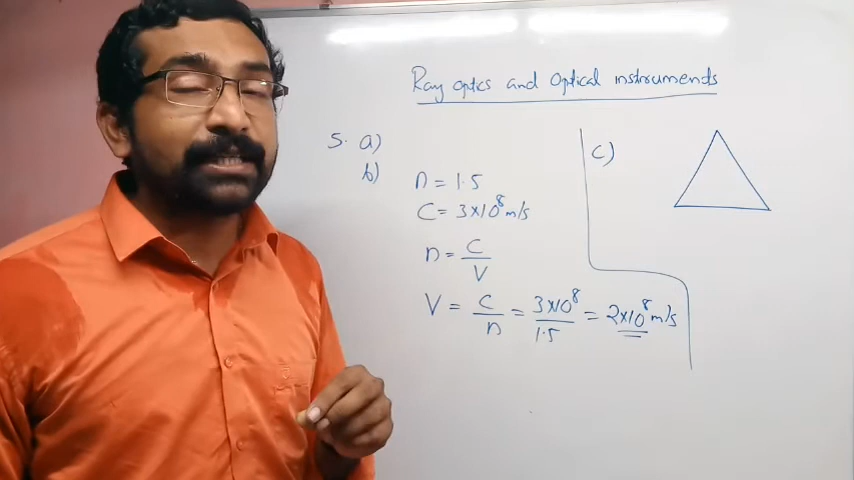 Ray optics and Optical instruments
5. a)
b)
n = 1.5
C = 3×10⁸ m/s
n = C/V
V = C/n = 3×10⁸/1.5 = 2×10⁸ m/s
c)